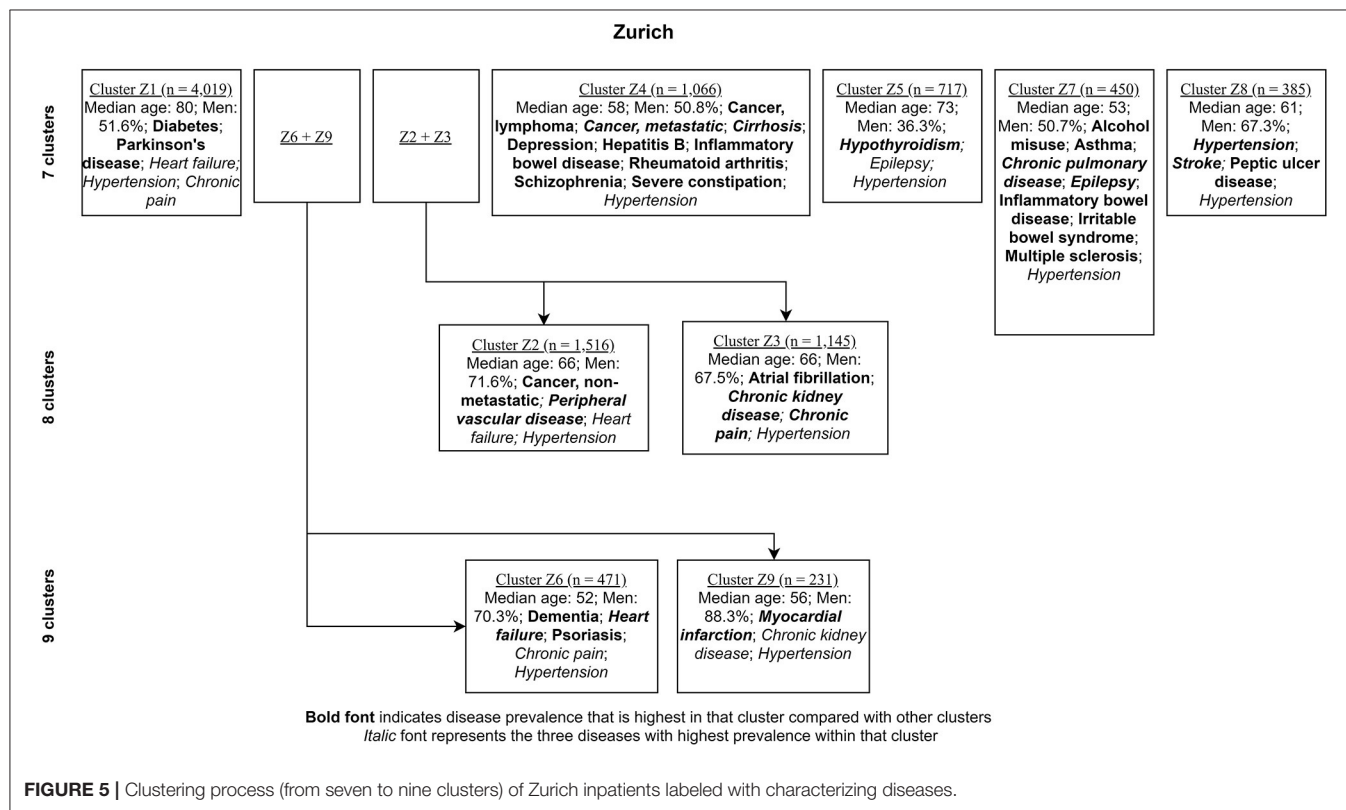 Zurich
7 clusters
Cluster Z1 (n = 4,019)
Median age: 80; Men:
51.6%; Diabetes;
Parkinson's
disease; Heart failure;
Hypertension; Chronic
pain
Z6 + Z9
Z2 + Z3
Cluster Z4 (n = 1,066)
Median age: 58; Men: 50.8%; Cancer,
lymphoma; Cancer, metastatic; Cirrhosis;
Depression; Hepatitis B; Inflammatory
bowel disease; Rheumatoid arthritis;
Schizophrenia; Severe constipation;
Hypertension
Cluster Z5 (n = 717)
Median age: 73;
Men: 36.3%;
Hypothyroidism;
Epilepsy;
Hypertension
Cluster Z7 (n = 450)
Median age: 53;
Men: 50.7%; Alcohol
misuse; Asthma;
Chronic pulmonary
disease; Epilepsy;
Inflammatory bowel
disease; Irritable
bowel syndrome;
Multiple sclerosis;
Hypertension
Cluster Z8 (n = 385)
Median age: 61;
Men: 67.3%;
Hypertension;
Stroke; Peptic ulcer
disease;
Hypertension
8 clusters
Cluster Z2 (n = 1,516)
Median age: 66; Men:
71.6%; Cancer, non-
metastatic; Peripheral
vascular disease; Heart
failure; Hypertension
Cluster Z3 (n = 1,145)
Median age: 66; Men:
67.5%; Atrial fibrillation;
Chronic kidney
disease; Chronic
pain; Hypertension
9 clusters
Cluster Z6 (n = 471)
Median age: 52; Men:
70.3%; Dementia; Heart
failure; Psoriasis;
Chronic pain;
Hypertension
Cluster Z9 (n = 231)
Median age: 56; Men:
88.3%; Myocardial
infarction; Chronic kidney
disease; Hypertension
Bold font indicates disease prevalence that is highest in that cluster compared with other clusters
Italic font represents the three diseases with highest prevalence within that cluster
FIGURE 5 | Clustering process (from seven to nine clusters) of Zurich inpatients labeled with characterizing diseases.